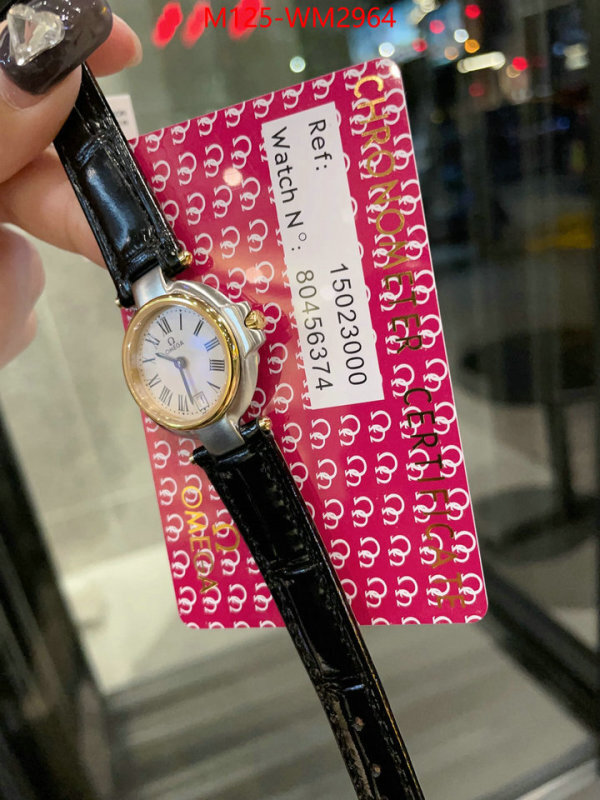 M125-WM2964
CHRONOMETER CERTIFICATE
Ref: 15023000
Watch N°: 80456374
OMEGA
OMEGA